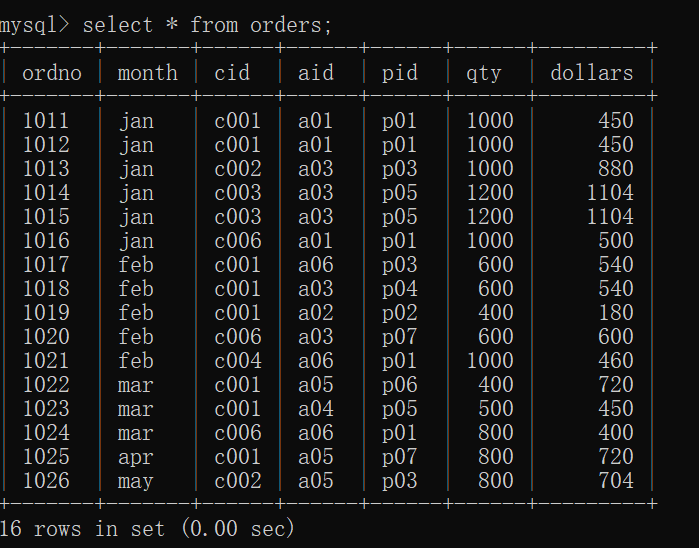 mysql> select * from orders;
+-------+-------+------+------+------+------+---------+
| ordno | month | cid | aid | pid | qty | dollars |
+-------+-------+------+------+------+------+---------+
| 1011 | jan | c001 | a01 | p01 | 1000 | 450 |
| 1012 | jan | c001 | a01 | p01 | 1000 | 450 |
| 1013 | jan | c002 | a03 | p03 | 1000 | 880 |
| 1014 | jan | c003 | a03 | p05 | 1200 | 1104 |
| 1015 | jan | c003 | a03 | p05 | 1200 | 1104 |
| 1016 | jan | c006 | a01 | p01 | 1000 | 500 |
| 1017 | feb | c001 | a06 | p03 | 600 | 540 |
| 1018 | feb | c001 | a03 | p04 | 600 | 540 |
| 1019 | feb | c001 | a02 | p02 | 400 | 180 |
| 1020 | feb | c006 | a03 | p07 | 600 | 600 |
| 1021 | feb | c004 | a06 | p01 | 1000 | 460 |
| 1022 | mar | c001 | a05 | p06 | 400 | 720 |
| 1023 | mar | c001 | a04 | p05 | 500 | 450 |
| 1024 | mar | c006 | a06 | p01 | 800 | 400 |
| 1025 | apr | c001 | a05 | p07 | 800 | 720 |
| 1026 | may | c002 | a05 | p03 | 800 | 704 |
+-------+-------+------+------+------+------+---------+
16 rows in set (0.00 sec)